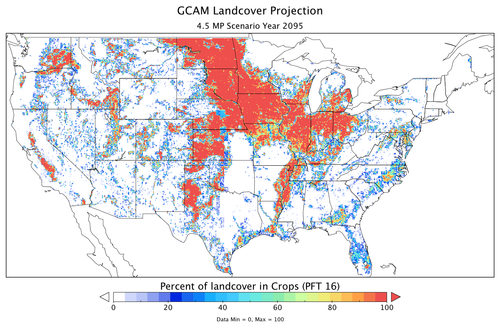 GCAM Landcover Projection
4.5 MP Scenario Year 2095
Percent of landcover in Crops (PFT 16)
0 20 40 60 80 100
Data Min = 0, Max = 100